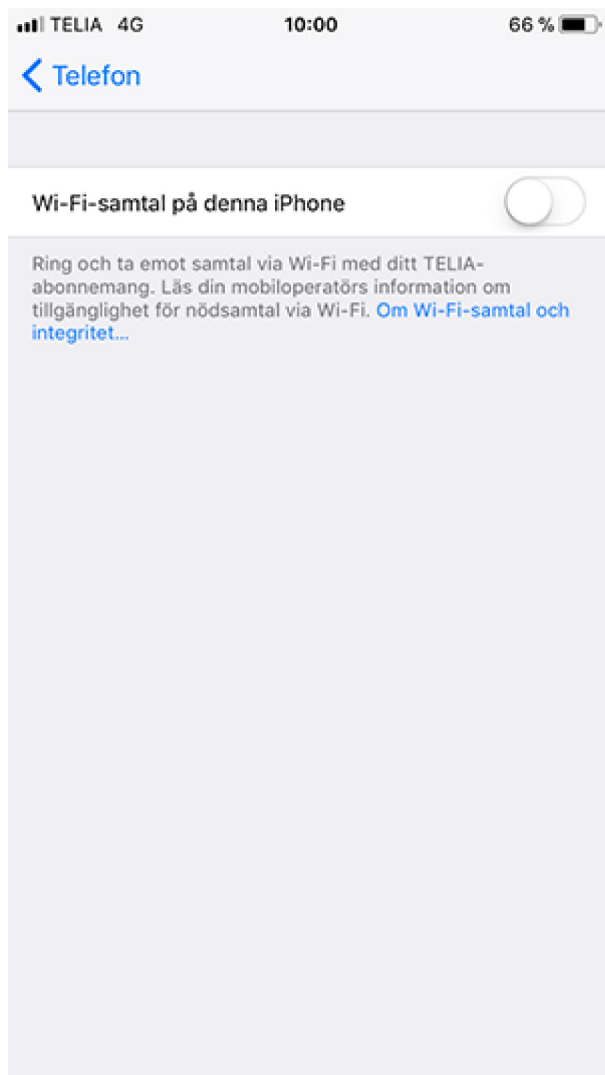 TELIA 4G 10:00 66 %
Telefon
Wi-Fi-samtal på denna iPhone
Ring och ta emot samtal via Wi-Fi med ditt TELIA-
abonnemang. Läs din mobiloperatörs information om
tillgänglighet för nödsamtal via Wi-Fi. Om Wi-Fi-samtal och
integritet...